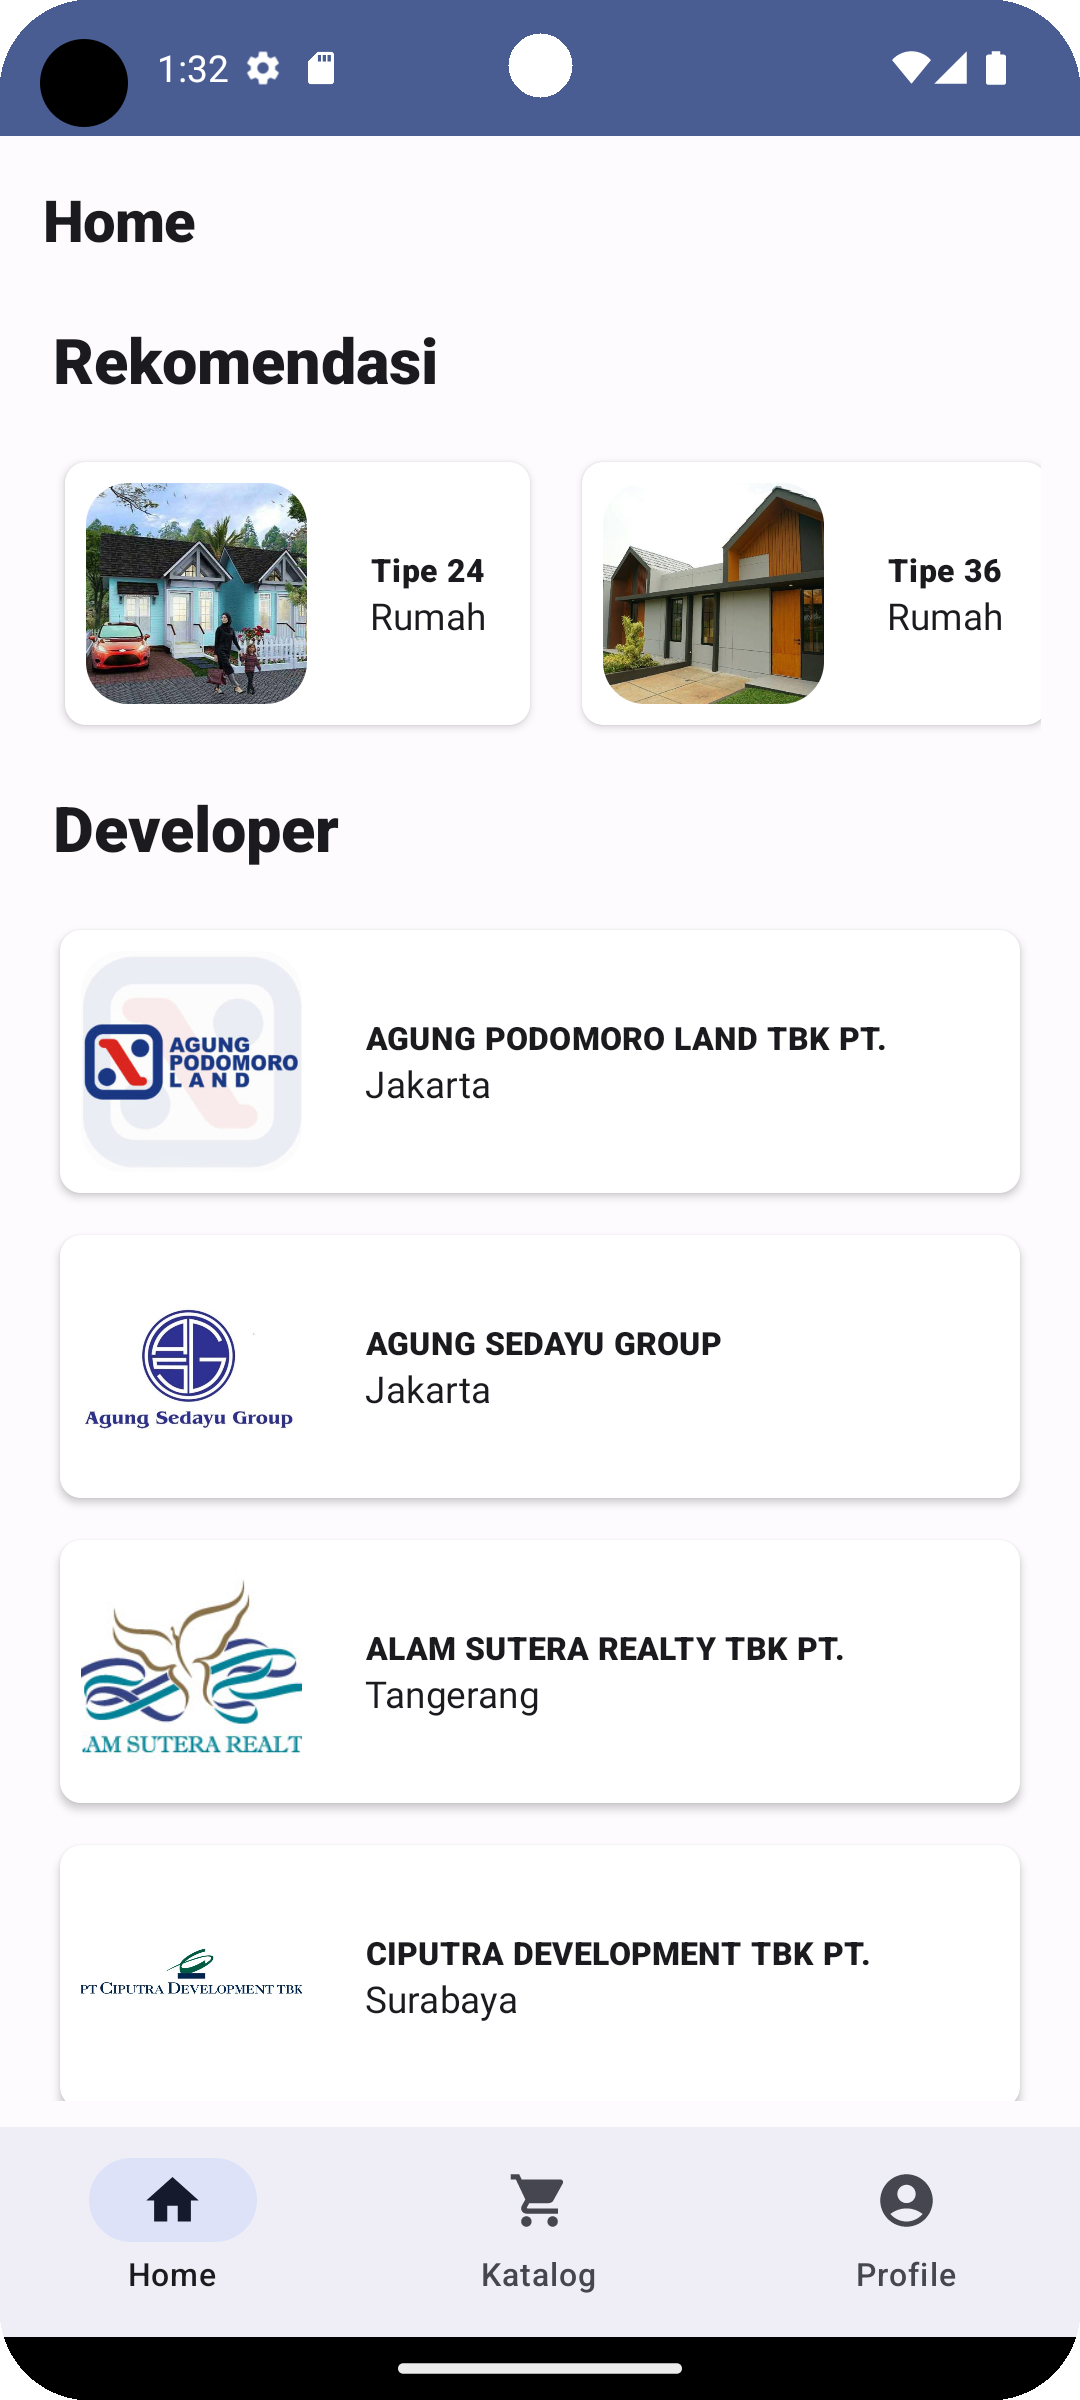 1:32
Home
Rekomendasi
Tipe 24
Rumah
Tipe 36
Rumah
Developer
AGUNG
PODOMORO
LAND
AGUNG PODOMORO LAND TBK PT.
Jakarta
Agung Sedayu Group
AGUNG SEDAYU GROUP
Jakarta
AM SUTERA REALT
ALAM SUTERA REALTY TBK PT.
Tangerang
PT CIPUTRA DEVELOPMENT TBK
CIPUTRA DEVELOPMENT TBK PT.
Surabaya
Home
Katalog
Profile